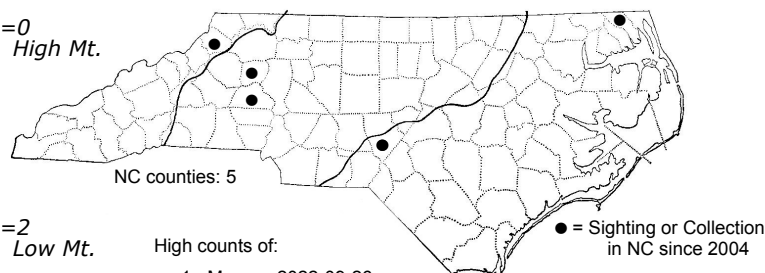 =0
High Mt.
NC counties: 5
=2
Low Mt.
High counts of:
● = Sighting or Collection
in NC since 2004